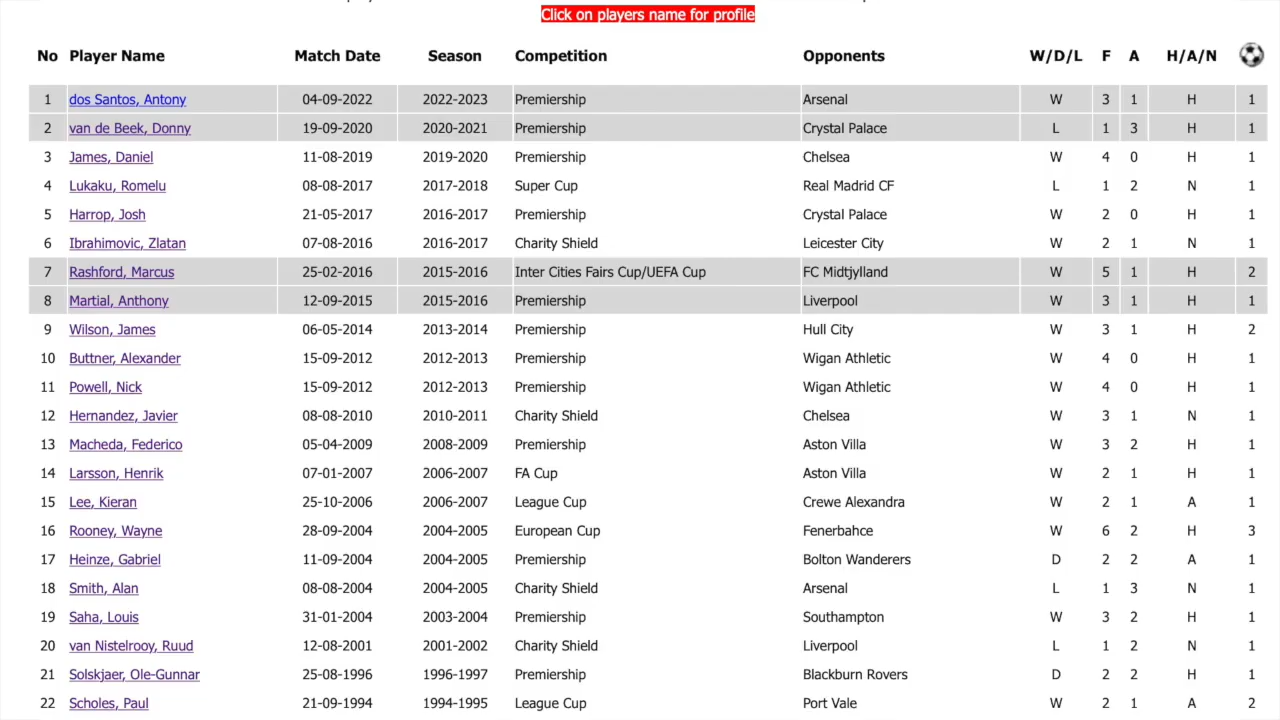 Click on players name for profile
No Player Name Match Date Season Competition Opponents W/D/L F A H/A/N
1 dos Santos, Antony 04-09-2022 2022-2023 Premiership Arsenal W 3 1 H 1
2 van de Beek, Donny 19-09-2020 2020-2021 Premiership Crystal Palace L 1 3 H 1
3 James, Daniel 11-08-2019 2019-2020 Premiership Chelsea W 4 0 H 1
4 Lukaku, Romelu 08-08-2017 2017-2018 Super Cup Real Madrid CF L 1 2 N 1
5 Harrop, Josh 21-05-2017 2016-2017 Premiership Crystal Palace W 2 0 H 1
6 Ibrahimovic, Zlatan 07-08-2016 2016-2017 Charity Shield Leicester City W 2 1 N 1
7 Rashford, Marcus 25-02-2016 2015-2016 Inter Cities Fairs Cup/UEFA Cup FC Midtjylland W 5 1 H 2
8 Martial, Anthony 12-09-2015 2015-2016 Premiership Liverpool W 3 1 H 1
9 Wilson, James 06-05-2014 2013-2014 Premiership Hull City W 3 1 H 2
10 Buttner, Alexander 15-09-2012 2012-2013 Premiership Wigan Athletic W 4 0 H 1
11 Powell, Nick 15-09-2012 2012-2013 Premiership Wigan Athletic W 4 0 H 1
12 Hernandez, Javier 08-08-2010 2010-2011 Charity Shield Chelsea W 3 1 N 1
13 Macheda, Federico 05-04-2009 2008-2009 Premiership Aston Villa W 3 2 H 1
14 Larsson, Henrik 07-01-2007 2006-2007 FA Cup Aston Villa W 2 1 H 1
15 Lee, Kieran 25-10-2006 2006-2007 League Cup Crewe Alexandra W 2 1 A 1
16 Rooney, Wayne 28-09-2004 2004-2005 European Cup Fenerbahce W 6 2 H 3
17 Heinze, Gabriel 11-09-2004 2004-2005 Premiership Bolton Wanderers D 2 2 A 1
18 Smith, Alan 08-08-2004 2004-2005 Charity Shield Arsenal L 1 3 N 1
19 Saha, Louis 31-01-2004 2003-2004 Premiership Southampton W 3 2 H 1
20 van Nistelrooy, Ruud 12-08-2001 2001-2002 Charity Shield Liverpool L 1 2 N 1
21 Solskjaer, Ole-Gunnar 25-08-1996 1996-1997 Premiership Blackburn Rovers D 2 2 H 1
22 Scholes, Paul 21-09-1994 1994-1995 League Cup Port Vale W 2 1 A 2